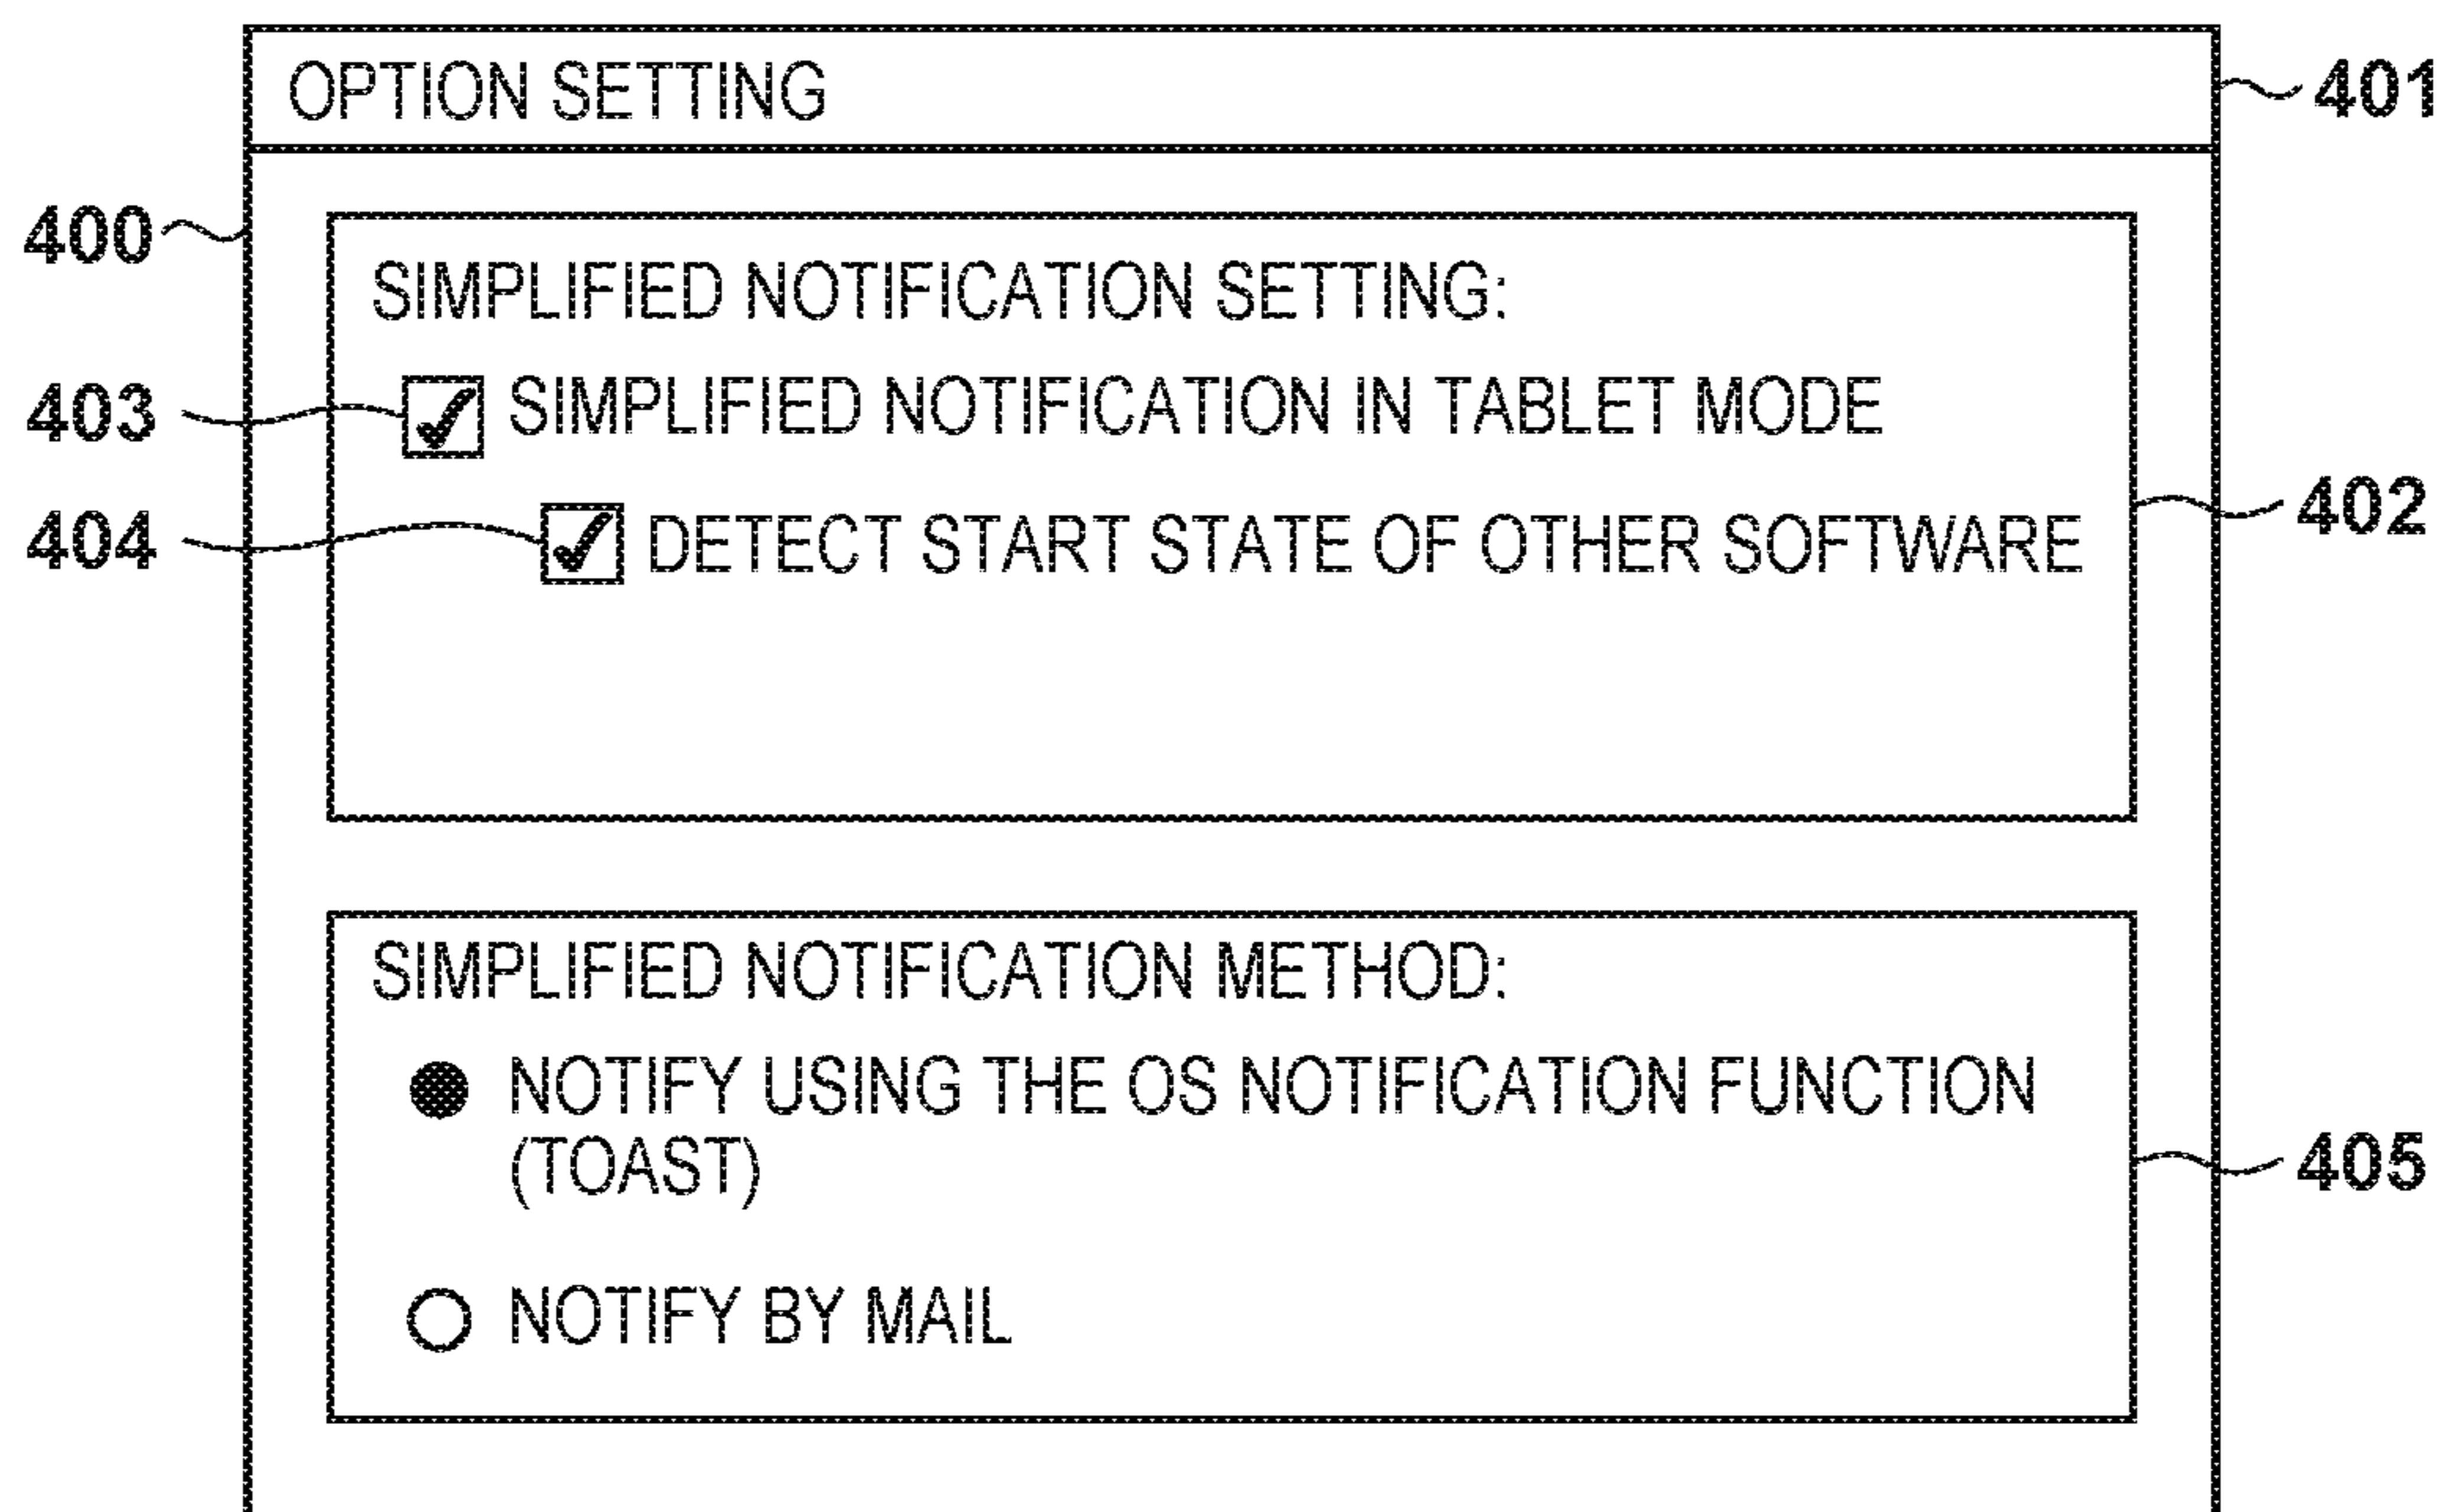 OPTION SETTING
401
400
SIMPLIFIED NOTIFICATION SETTING:
403
SIMPLIFIED NOTIFICATION IN TABLET MODE
402
404
DETECT START STATE OF OTHER SOFTWARE
SIMPLIFIED NOTIFICATION METHOD:
NOTIFY USING THE OS NOTIFICATION FUNCTION
(TOAST)
405
NOTIFY BY MAIL